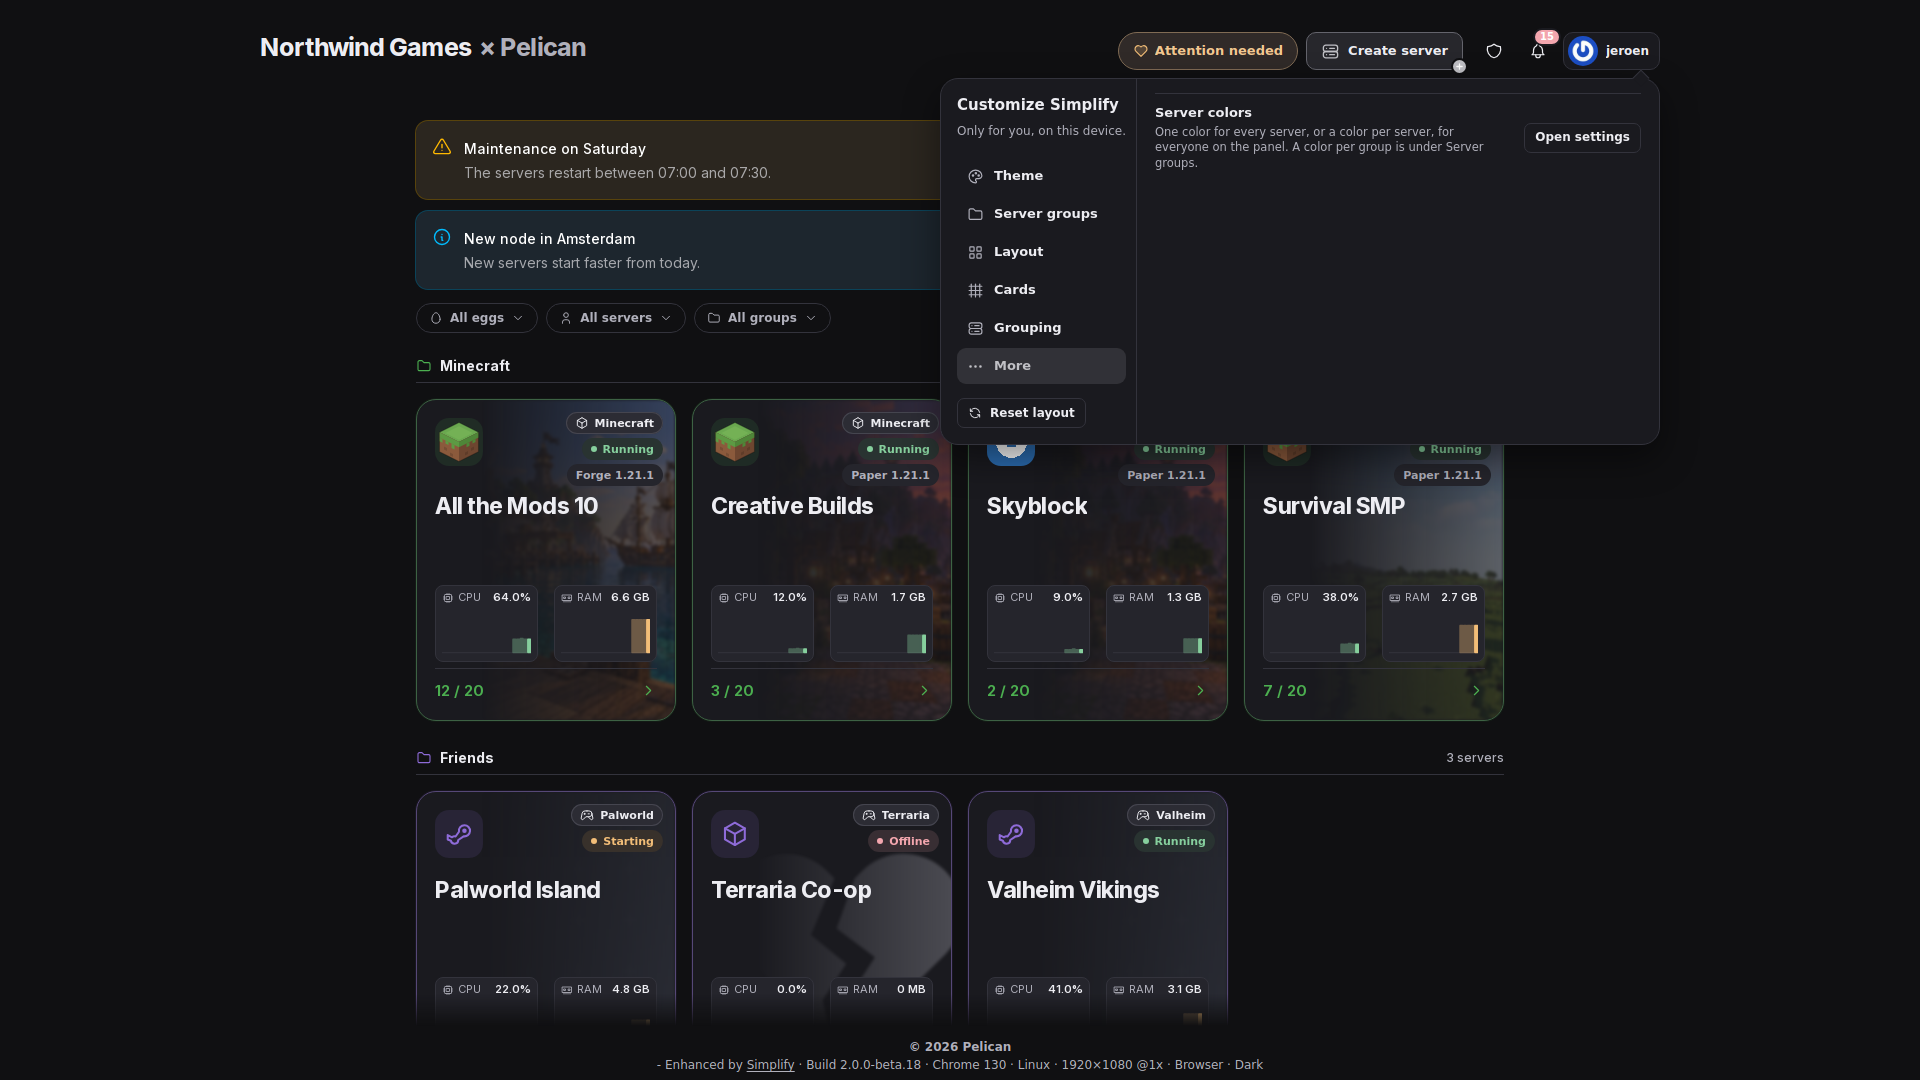 Northwind Games × Pelican
Attention needed
Create server
15
jeroen
Customize Simplify
Only for you, on this device.
Theme
Server groups
Layout
Cards
Grouping
More
Reset layout
Server colors
One color for every server, or a color per server, for
everyone on the panel. A color per group is under Server
groups.
Open settings
Maintenance on Saturday
The servers restart between 07:00 and 07:30.
New node in Amsterdam
New servers start faster from today.
All eggs
All servers
All groups
Minecraft
Minecraft
Running
Forge 1.21.1
All the Mods 10
CPU 64.0%
RAM 6.6 GB
12 / 20
Minecraft
Running
Paper 1.21.1
Creative Builds
CPU 12.0%
RAM 1.7 GB
3 / 20
Running
Paper 1.21.1
Skyblock
CPU 9.0%
RAM 1.3 GB
2 / 20
Running
Paper 1.21.1
Survival SMP
CPU 38.0%
RAM 2.7 GB
7 / 20
Friends
3 servers
Palworld
Starting
Palworld Island
CPU 22.0%
RAM 4.8 GB
Terraria
Offline
Terraria Co-op
CPU 0.0%
RAM 0 MB
Valheim
Running
Valheim Vikings
CPU 41.0%
RAM 3.1 GB
© 2026 Pelican
- Enhanced by Simplify · Build 2.0.0-beta.18 · Chrome 130 · Linux · 1920×1080 @1x · Browser · Dark